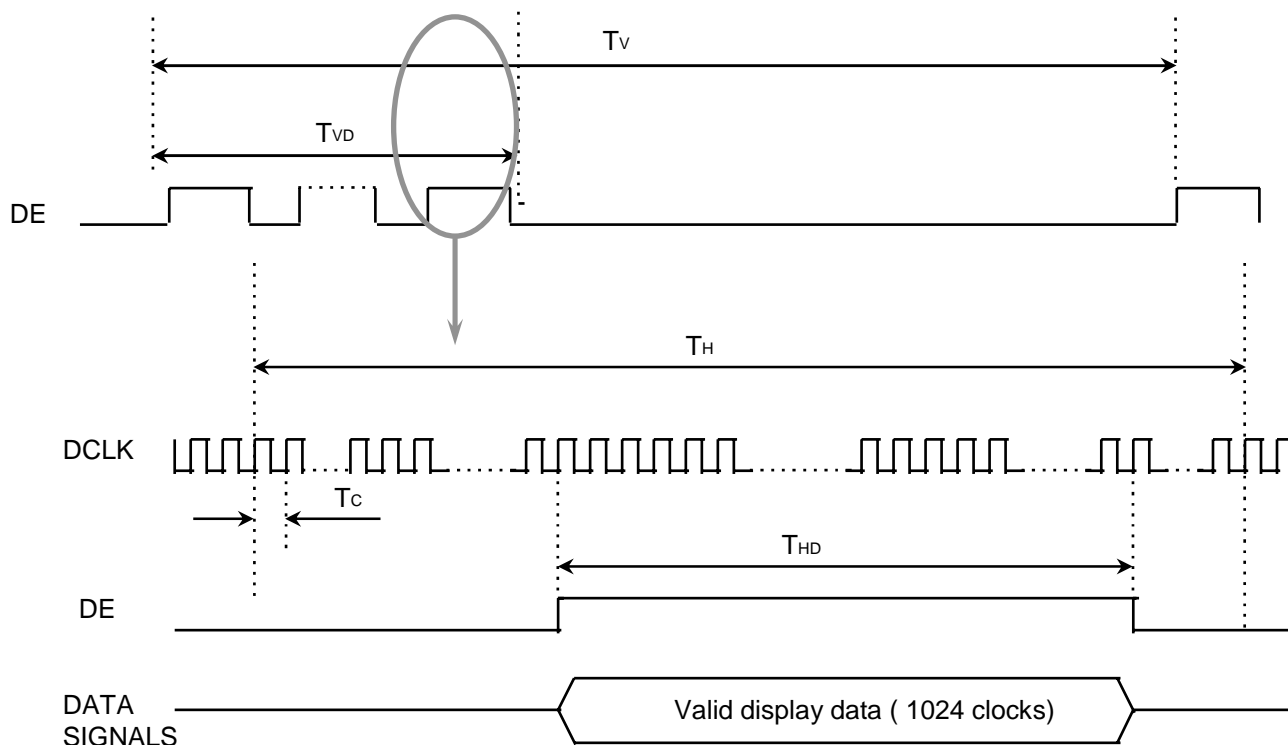 TV
TVD
DE
TH
DCLK
TC
THD
DE
DATA
SIGNALS
Valid display data ( 1024 clocks)